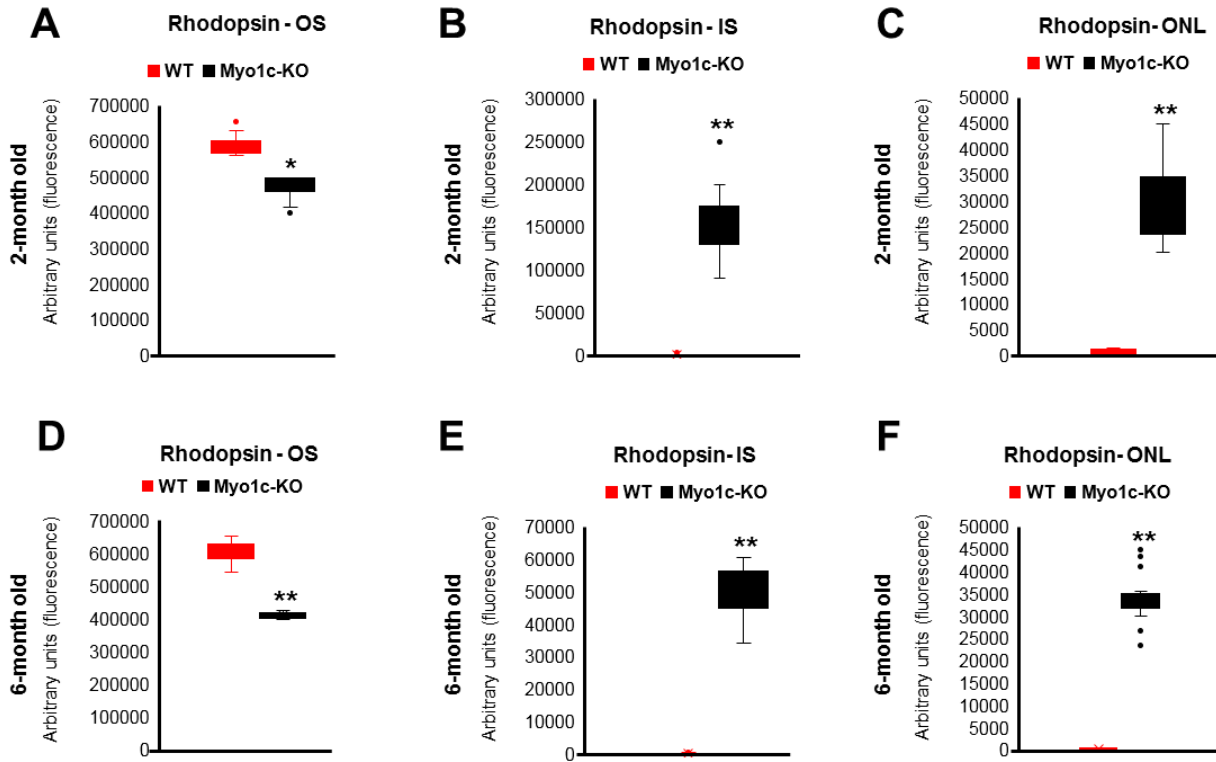 A
Rhodopsin - OS
WT Myo1c-KO
2-month old
Arbitrary units (fluorescence)
700000
600000
500000
400000
300000
200000
100000
0
*
B
Rhodopsin- IS
WT Myo1c-KO
2-month old
Arbitrary units (fluorescence)
300000
250000
200000
150000
100000
50000
0
**
C
Rhodopsin-ONL
WT Myo1c-KO
2-month old
Arbitrary units (fluorescence)
50000
45000
40000
35000
30000
25000
20000
15000
10000
5000
0
**
D
Rhodopsin - OS
WT Myo1c-KO
6-month old
Arbitrary units (fluorescence)
700000
600000
500000
400000
300000
200000
100000
0
**
E
Rhodopsin- IS
WT Myo1c-KO
6-month old
Arbitrary units (fluorescence)
70000
60000
50000
40000
30000
20000
10000
0
**
F
Rhodopsin- ONL
WT Myo1c-KO
6-month old
Arbitrary units (fluorescence)
50000
45000
40000
35000
30000
25000
20000
15000
10000
5000
0
**